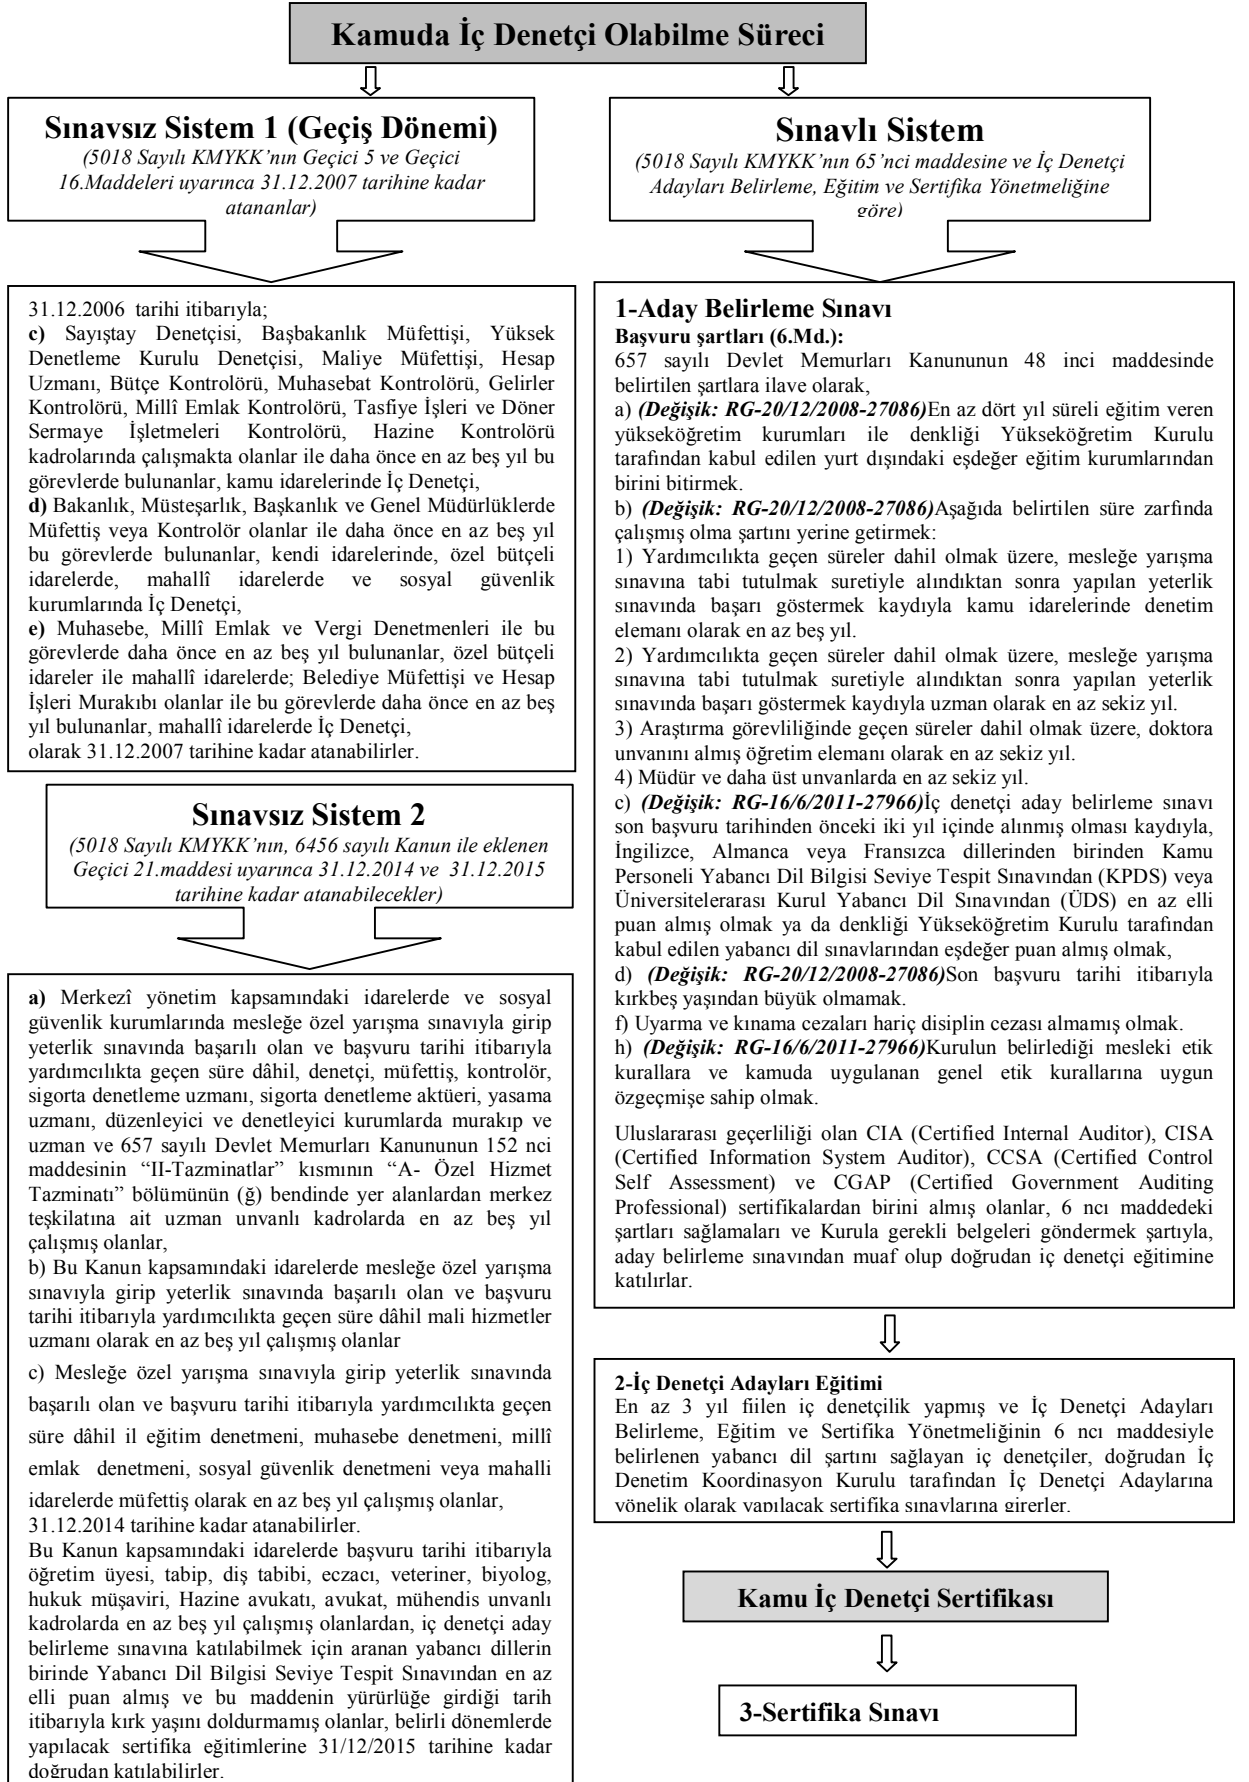 Kamuda İç Denetçi Olabilme Süreci
Sınavsız Sistem 1 (Geçiş Dönemi)
(5018 Sayılı KMYKK'nın Geçici 5 ve Geçici
16.Maddeleri uyarınca 31.12.2007 tarihine kadar
atananlar)
31.12.2006 tarihi itibarıyla;
c) Sayıştay Denetçisi, Başbakanlık Müfettişi, Yüksek
Denetleme Kurulu Denetçisi, Maliye Müfettişi, Hesap
Uzmanı, Bütçe Kontrolörü, Muhasebat Kontrolörü, Gelirler
Kontrolörü, Millî Emlak Kontrolörü, Tasfiye İşleri ve Döner
Sermaye İşletmeleri Kontrolörü, Hazine Kontrolörü
kadrolarında çalışmakta olanlar ile daha önce en az beş yıl bu
görevlerde bulunanlar, kamu idarelerinde İç Denetçi,
d) Bakanlık, Müsteşarlık, Başkanlık ve Genel Müdürlüklerde
Müfettiş veya Kontrolör olanlar ile daha önce en az beş yıl
bu görevlerde bulunanlar, kendi idarelerinde, özel bütçeli
idarelerde, mahallî idarelerde ve sosyal güvenlik
kurumlarında İç Denetçi,
e) Muhasebe, Millî Emlak ve Vergi Denetmenleri ile bu
görevlerde daha önce en az beş yıl bulunanlar, özel bütçeli
idareler ile mahallî idarelerde; Belediye Müfettişi ve Hesap
İşleri Murakıbı olanlar ile bu görevlerde daha önce en az beş
yıl bulunanlar, mahallî idarelerde İç Denetçi,
olarak 31.12.2007 tarihine kadar atanabilirler.
Sınavsız Sistem 2
(5018 Sayılı KMYKK'nın, 6456 sayılı Kanun ile eklenen
Geçici 21.maddesi uyarınca 31.12.2014 ve 31.12.2015
tarihine kadar atanabilecekler)
a) Merkezî yönetim kapsamındaki idarelerde ve sosyal
güvenlik kurumlarında mesleğe özel yarışma sınavıyla girip
yeterlik sınavında başarılı olan ve başvuru tarihi itibarıyla
yardımcılıkta geçen süre dâhil, denetçi, müfettiş, kontrolör,
sigorta denetleme uzmanı, sigorta denetleme aktüeri, yasama
uzmanı, düzenleyici ve denetleyici kurumlarda murakıp ve
uzman ve 657 sayılı Devlet Memurları Kanununun 152 nci
maddesinin “II-Tazminatlar” kısmının “A- Özel Hizmet
Tazminatı” bölümünün (ğ) bendinde yer alanlardan merkez
teşkilatına ait uzman unvanlı kadrolarda en az beş yıl
çalışmış olanlar,
b) Bu Kanun kapsamındaki idarelerde mesleğe özel yarışma
sınavıyla girip yeterlik sınavında başarılı olan ve başvuru
tarihi itibarıyla yardımcılıkta geçen süre dâhil mali hizmetler
uzmanı olarak en az beş yıl çalışmış olanlar
c) Mesleğe özel yarışma sınavıyla girip yeterlik sınavında
başarılı olan ve başvuru tarihi itibarıyla yardımcılıkta geçen
süre dâhil il eğitim denetmeni, muhasebe denetmeni, millî
emlak denetmeni, sosyal güvenlik denetmeni veya mahalli
idarelerde müfettiş olarak en az beş yıl çalışmış olanlar,
31.12.2014 tarihine kadar atanabilirler.
Bu Kanun kapsamındaki idarelerde başvuru tarihi itibarıyla
öğretim üyesi, tabip, diş tabibi, eczacı, veteriner, biyolog,
hukuk müşaviri, Hazine avukatı, avukat, mühendis unvanlı
kadrolarda en az beş yıl çalışmış olanlardan, iç denetçi aday
belirleme sınavına katılabilmek için aranan yabancı dillerin
birinde Yabancı Dil Bilgisi Seviye Tespit Sınavından en az
elli puan almış ve bu maddenin yürürlüğe girdiği tarih
itibarıyla kırk yaşını doldurmamış olanlar, belirli dönemlerde
yapılacak sertifika eğitimlerine 31/12/2015 tarihine kadar
doğrudan katılabilirler.
Sınavlı Sistem
(5018 Sayılı KMYKK'nın 65'nci maddesine ve İç Denetçi
Adayları Belirleme, Eğitim ve Sertifika Yönetmeliğine
göre)
1-Aday Belirleme Sınavı
Başvuru şartları (6.Md.):
657 sayılı Devlet Memurları Kanununun 48 inci maddesinde
belirtilen şartlara ilave olarak,
a) (Değişik: RG-20/12/2008-27086)En az dört yıl süreli eğitim veren
yükseköğretim kurumları ile denkliği Yükseköğretim Kurulu
tarafından kabul edilen yurt dışındaki eşdeğer eğitim kurumlarından
birini bitirmek.
b) (Değişik: RG-20/12/2008-27086)Aşağıda belirtilen süre zarfında
çalışmış olma şartını yerine getirmek:
1) Yardımcılıkta geçen süreler dahil olmak üzere, mesleğe yarışma
sınavına tabi tutulmak suretiyle alındıktan sonra yapılan yeterlik
sınavında başarı göstermek kaydıyla kamu idarelerinde denetim
elemanı olarak en az beş yıl.
2) Yardımcılıkta geçen süreler dahil olmak üzere, mesleğe yarışma
sınavına tabi tutulmak suretiyle alındıktan sonra yapılan yeterlik
sınavında başarı göstermek kaydıyla uzman olarak en az sekiz yıl.
3) Araştırma görevliliğinde geçen süreler dahil olmak üzere, doktora
unvanını almış öğretim elemanı olarak en az sekiz yıl.
4) Müdür ve daha üst unvanlarda en az sekiz yıl.
c) (Değişik: RG-16/6/2011-27966)İç denetçi aday belirleme sınavı
son başvuru tarihinden önceki iki yıl içinde alınmış olması kaydıyla,
İngilizce, Almanca veya Fransızca dillerinden birinden Kamu
Personeli Yabancı Dil Bilgisi Seviye Tespit Sınavından (KPDS) veya
Üniversitelerarası Kurul Yabancı Dil Sınavından (ÜDS) en az elli
puan almış olmak ya da denkliği Yükseköğretim Kurulu tarafından
kabul edilen yabancı dil sınavlarından eşdeğer puan almış olmak,
d) (Değişik: RG-20/12/2008-27086)Son başvuru tarihi itibarıyla
kırkbeş yaşından büyük olmamak.
f) Uyarma ve kınama cezaları hariç disiplin cezası almamış olmak.
h) (Değişik: RG-16/6/2011-27966)Kurulun belirlediği mesleki etik
kurallara ve kamuda uygulanan genel etik kurallarına uygun
özgeçmişe sahip olmak.
Uluslararası geçerliliği olan CIA (Certified Internal Auditor), CISA
(Certified Information System Auditor), CCSA (Certified Control
Self Assessment) ve CGAP (Certified Government Auditing
Professional) sertifikalardan birini almış olanlar, 6 ncı maddedeki
şartları sağlamaları ve Kurula gerekli belgeleri göndermek şartıyla,
aday belirleme sınavından muaf olup doğrudan iç denetçi eğitimine
katılırlar.
2-İç Denetçi Adayları Eğitimi
En az 3 yıl fiilen iç denetçilik yapmış ve İç Denetçi Adayları
Belirleme, Eğitim ve Sertifika Yönetmeliğinin 6 ncı maddesiyle
belirlenen yabancı dil şartını sağlayan iç denetçiler, doğrudan İç
Denetim Koordinasyon Kurulu tarafından İç Denetçi Adaylarına
yönelik olarak yapılacak sertifika sınavlarına girerler.
Kamu İç Denetçi Sertifikası
3-Sertifika Sınavı